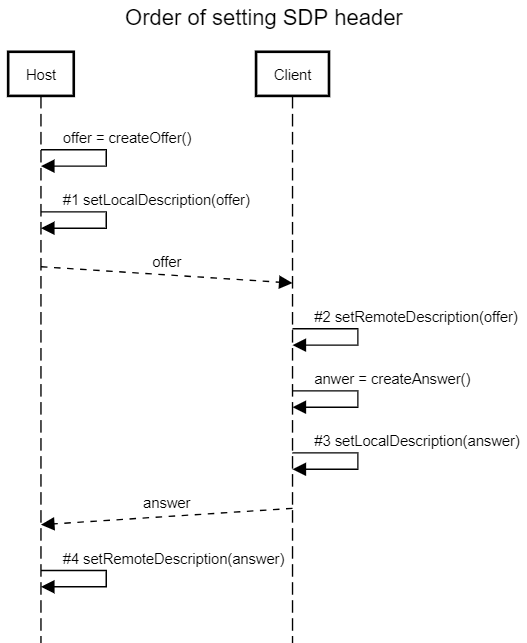 Order of setting SDP header
Host
Client
offer = createOffer()
#1 setLocalDescription(offer)
offer
#2 setRemoteDescription(offer)
anwer = createAnswer()
#3 setLocalDescription(answer)
answer
#4 setRemoteDescription(answer)